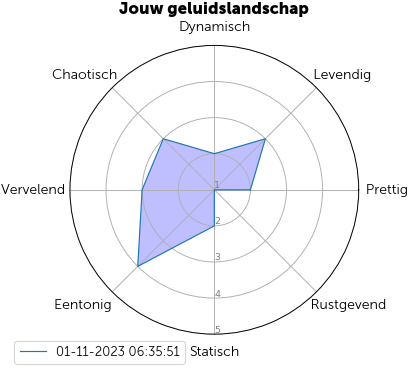 Jouw geluidslandschap
Dynamisch
Chaotisch
Levendig
Vervelend
1
Prettig
2
3
4
Eentonig
Rustgevend
5
01-11-2023 06:35:51
Statisch